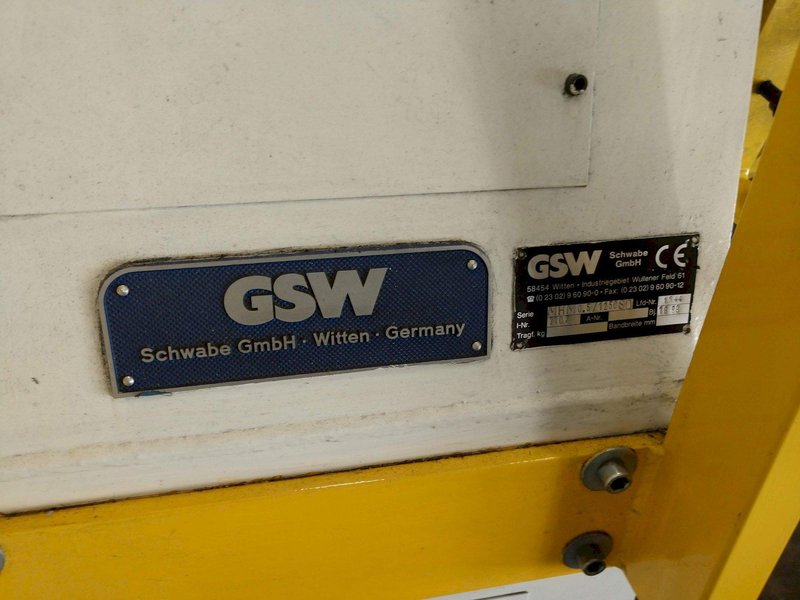 GSW
Schwabe GmbH · Witten · Germany
GSW Schwabe GmbH CE
58454 Witten · Industriegebiet Wullener Feld 61
☎ (0 23 02) 9 60 90-0 · Fax: (0 23 02) 9 60 90-12
Serie Lfd-Nr.
I-Nr. A-Nr. Bj.
Tragf. kg Bandbreite mm